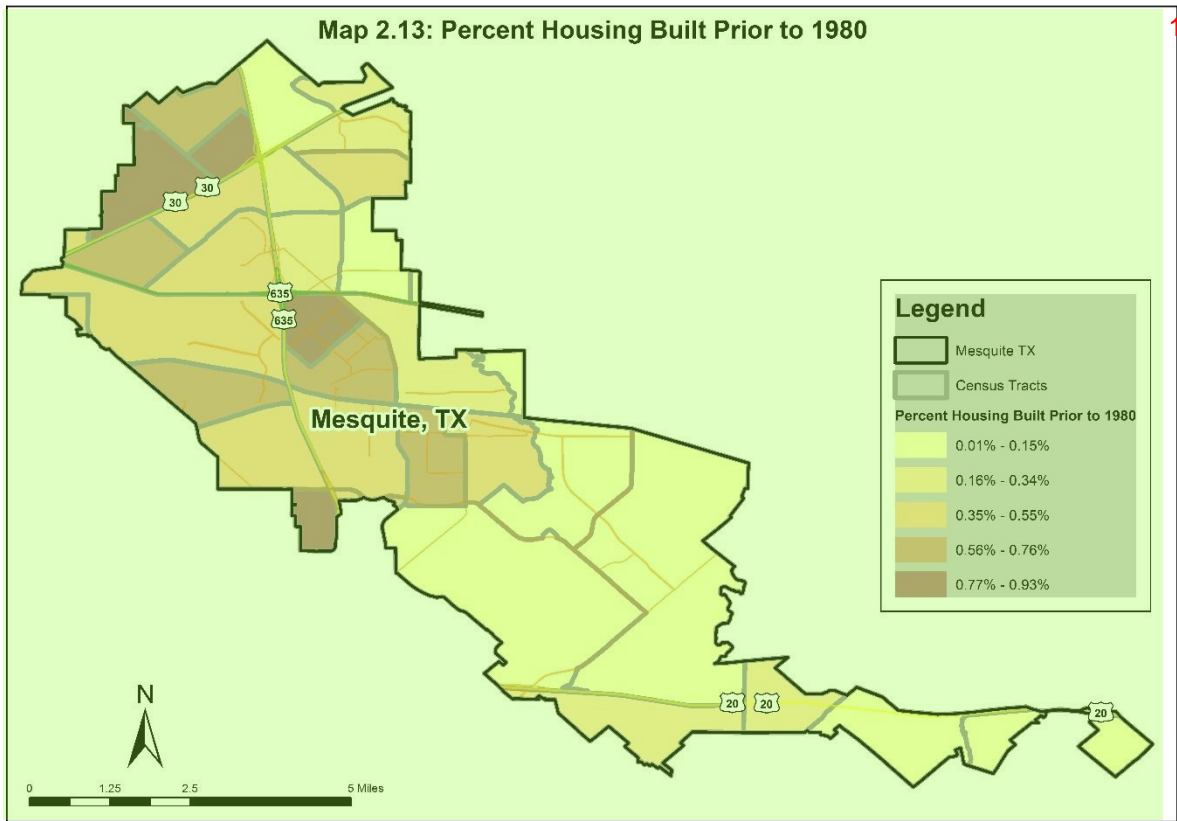 Map 2.13: Percent Housing Built Prior to 1980
1
30
30
635
635
Legend
Mesquite TX
Census Tracts
Percent Housing Built Prior to 1980
0.01% - 0.15%
0.16% - 0.34%
0.35% - 0.55%
0.56% - 0.76%
0.77% - 0.93%
Mesquite, TX
20
20
20
N
0 1.25 2.5 5 Miles